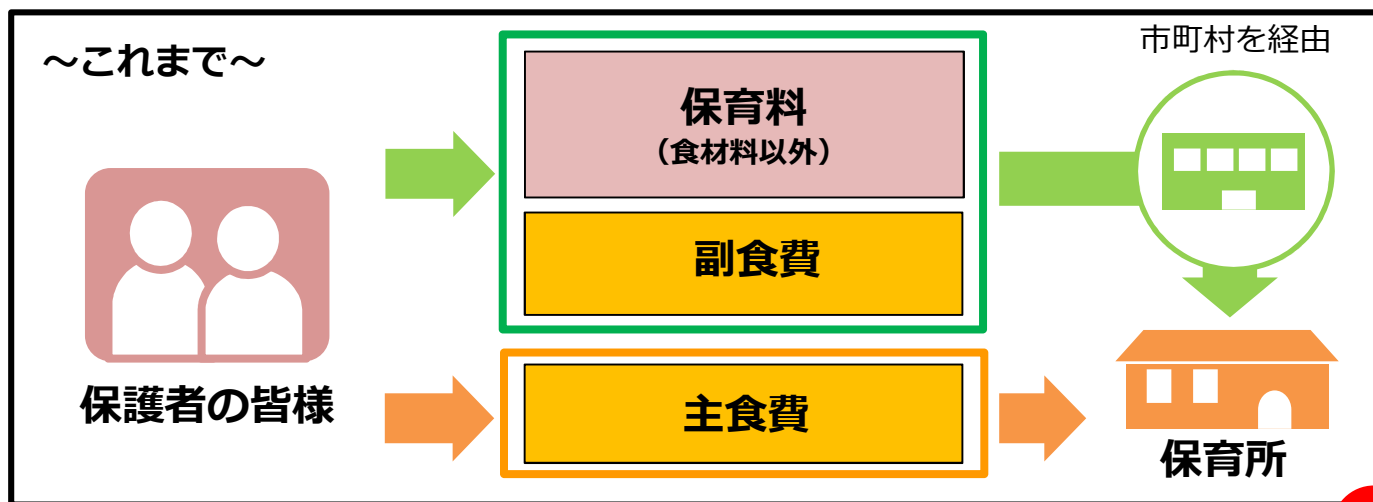 ～これまで～
市町村を経由
保育料
（食材料以外）
副食費
保護者の皆様
主食費
保育所